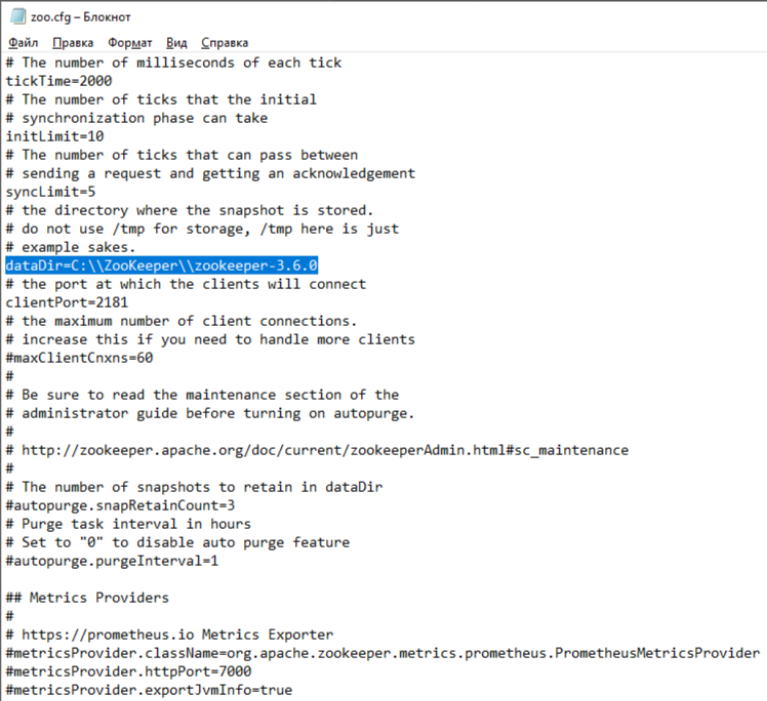 zoo.cfg – Блокнот
Файл Правка Формат Вид Справка
# The number of milliseconds of each tick
tickTime=2000
# The number of ticks that the initial
# synchronization phase can take
initLimit=10
# The number of ticks that can pass between
# sending a request and getting an acknowledgement
syncLimit=5
# the directory where the snapshot is stored.
# do not use /tmp for storage, /tmp here is just
# example sakes.
dataDir=C:\\ZooKeeper\\zookeeper-3.6.0
# the port at which the clients will connect
clientPort=2181
# the maximum number of client connections.
# increase this if you need to handle more clients
#maxClientCnxns=60
#
# Be sure to read the maintenance section of the
# administrator guide before turning on autopurge.
#
# http://zookeeper.apache.org/doc/current/zookeeperAdmin.html#sc_maintenance
#
# The number of snapshots to retain in dataDir
#autopurge.snapRetainCount=3
# Purge task interval in hours
# Set to "0" to disable auto purge feature
#autopurge.purgeInterval=1

## Metrics Providers
#
# https://prometheus.io Metrics Exporter
#metricsProvider.className=org.apache.zookeeper.metrics.prometheus.PrometheusMetricsProvider
#metricsProvider.httpPort=7000
#metricsProvider.exportJvmInfo=true